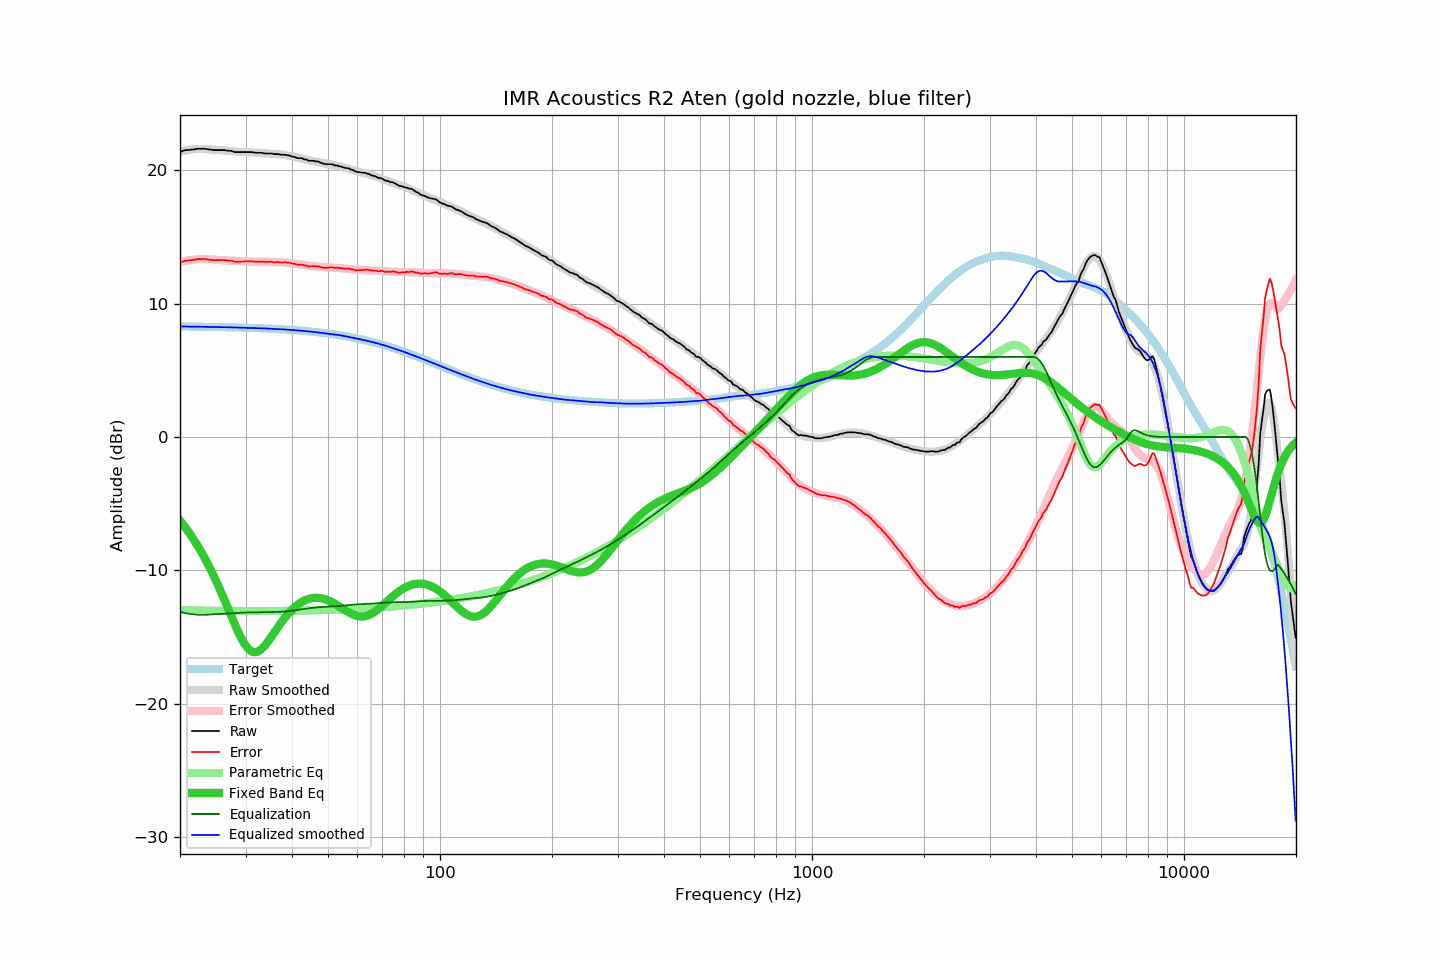 IMR Acoustics R2 Aten (gold nozzle, blue filter)
20
10
0
−10
−20
−30
Amplitude (dBr)
Target
Raw Smoothed
Error Smoothed
Raw
Error
Parametric Eq
Fixed Band Eq
Equalization
Equalized smoothed
100
1000
10000
Frequency (Hz)